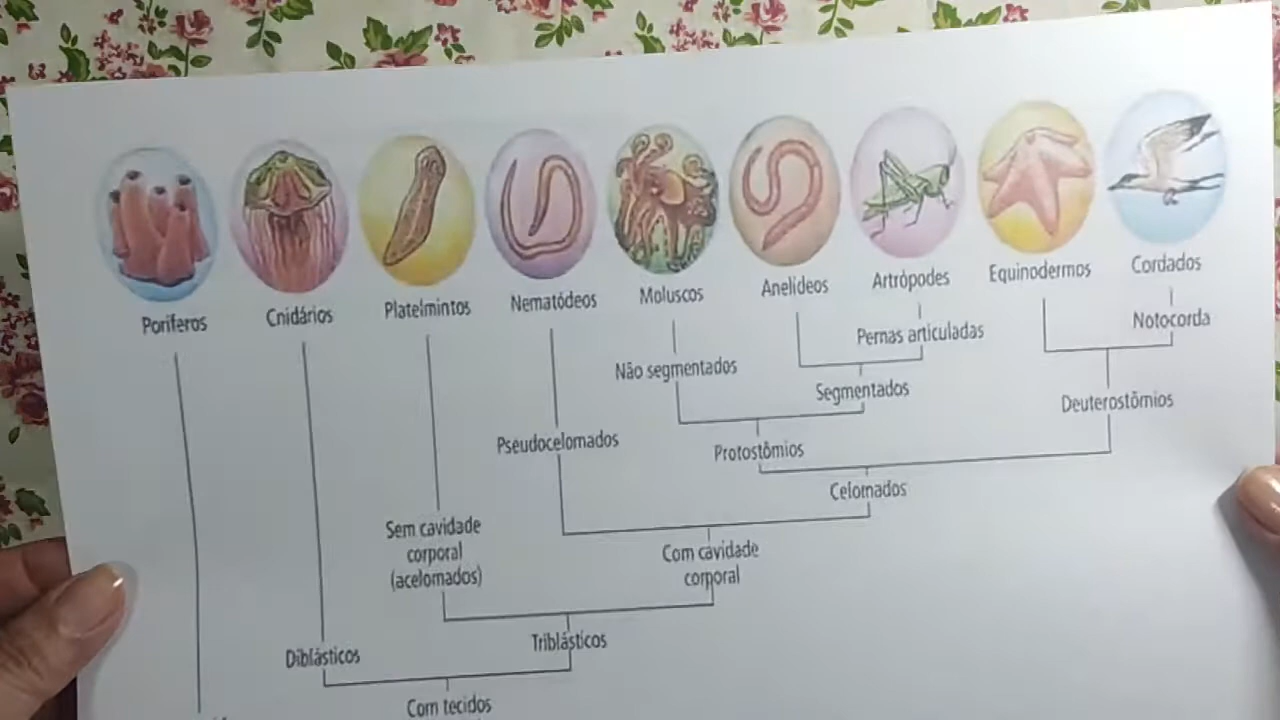 Poríferos
Cnidários
Platelmintos
Nematódeos
Moluscos
Anelídeos
Artrópodes
Equinodermos
Cordados
Pernas articuladas
Notocorda
Não segmentados
Segmentados
Deuterostômios
Pseudocelomados
Protostômios
Celomados
Sem cavidade
corporal
(acelomados)
Com cavidade
corporal
Diblásticos
Triblásticos
Com tecidos